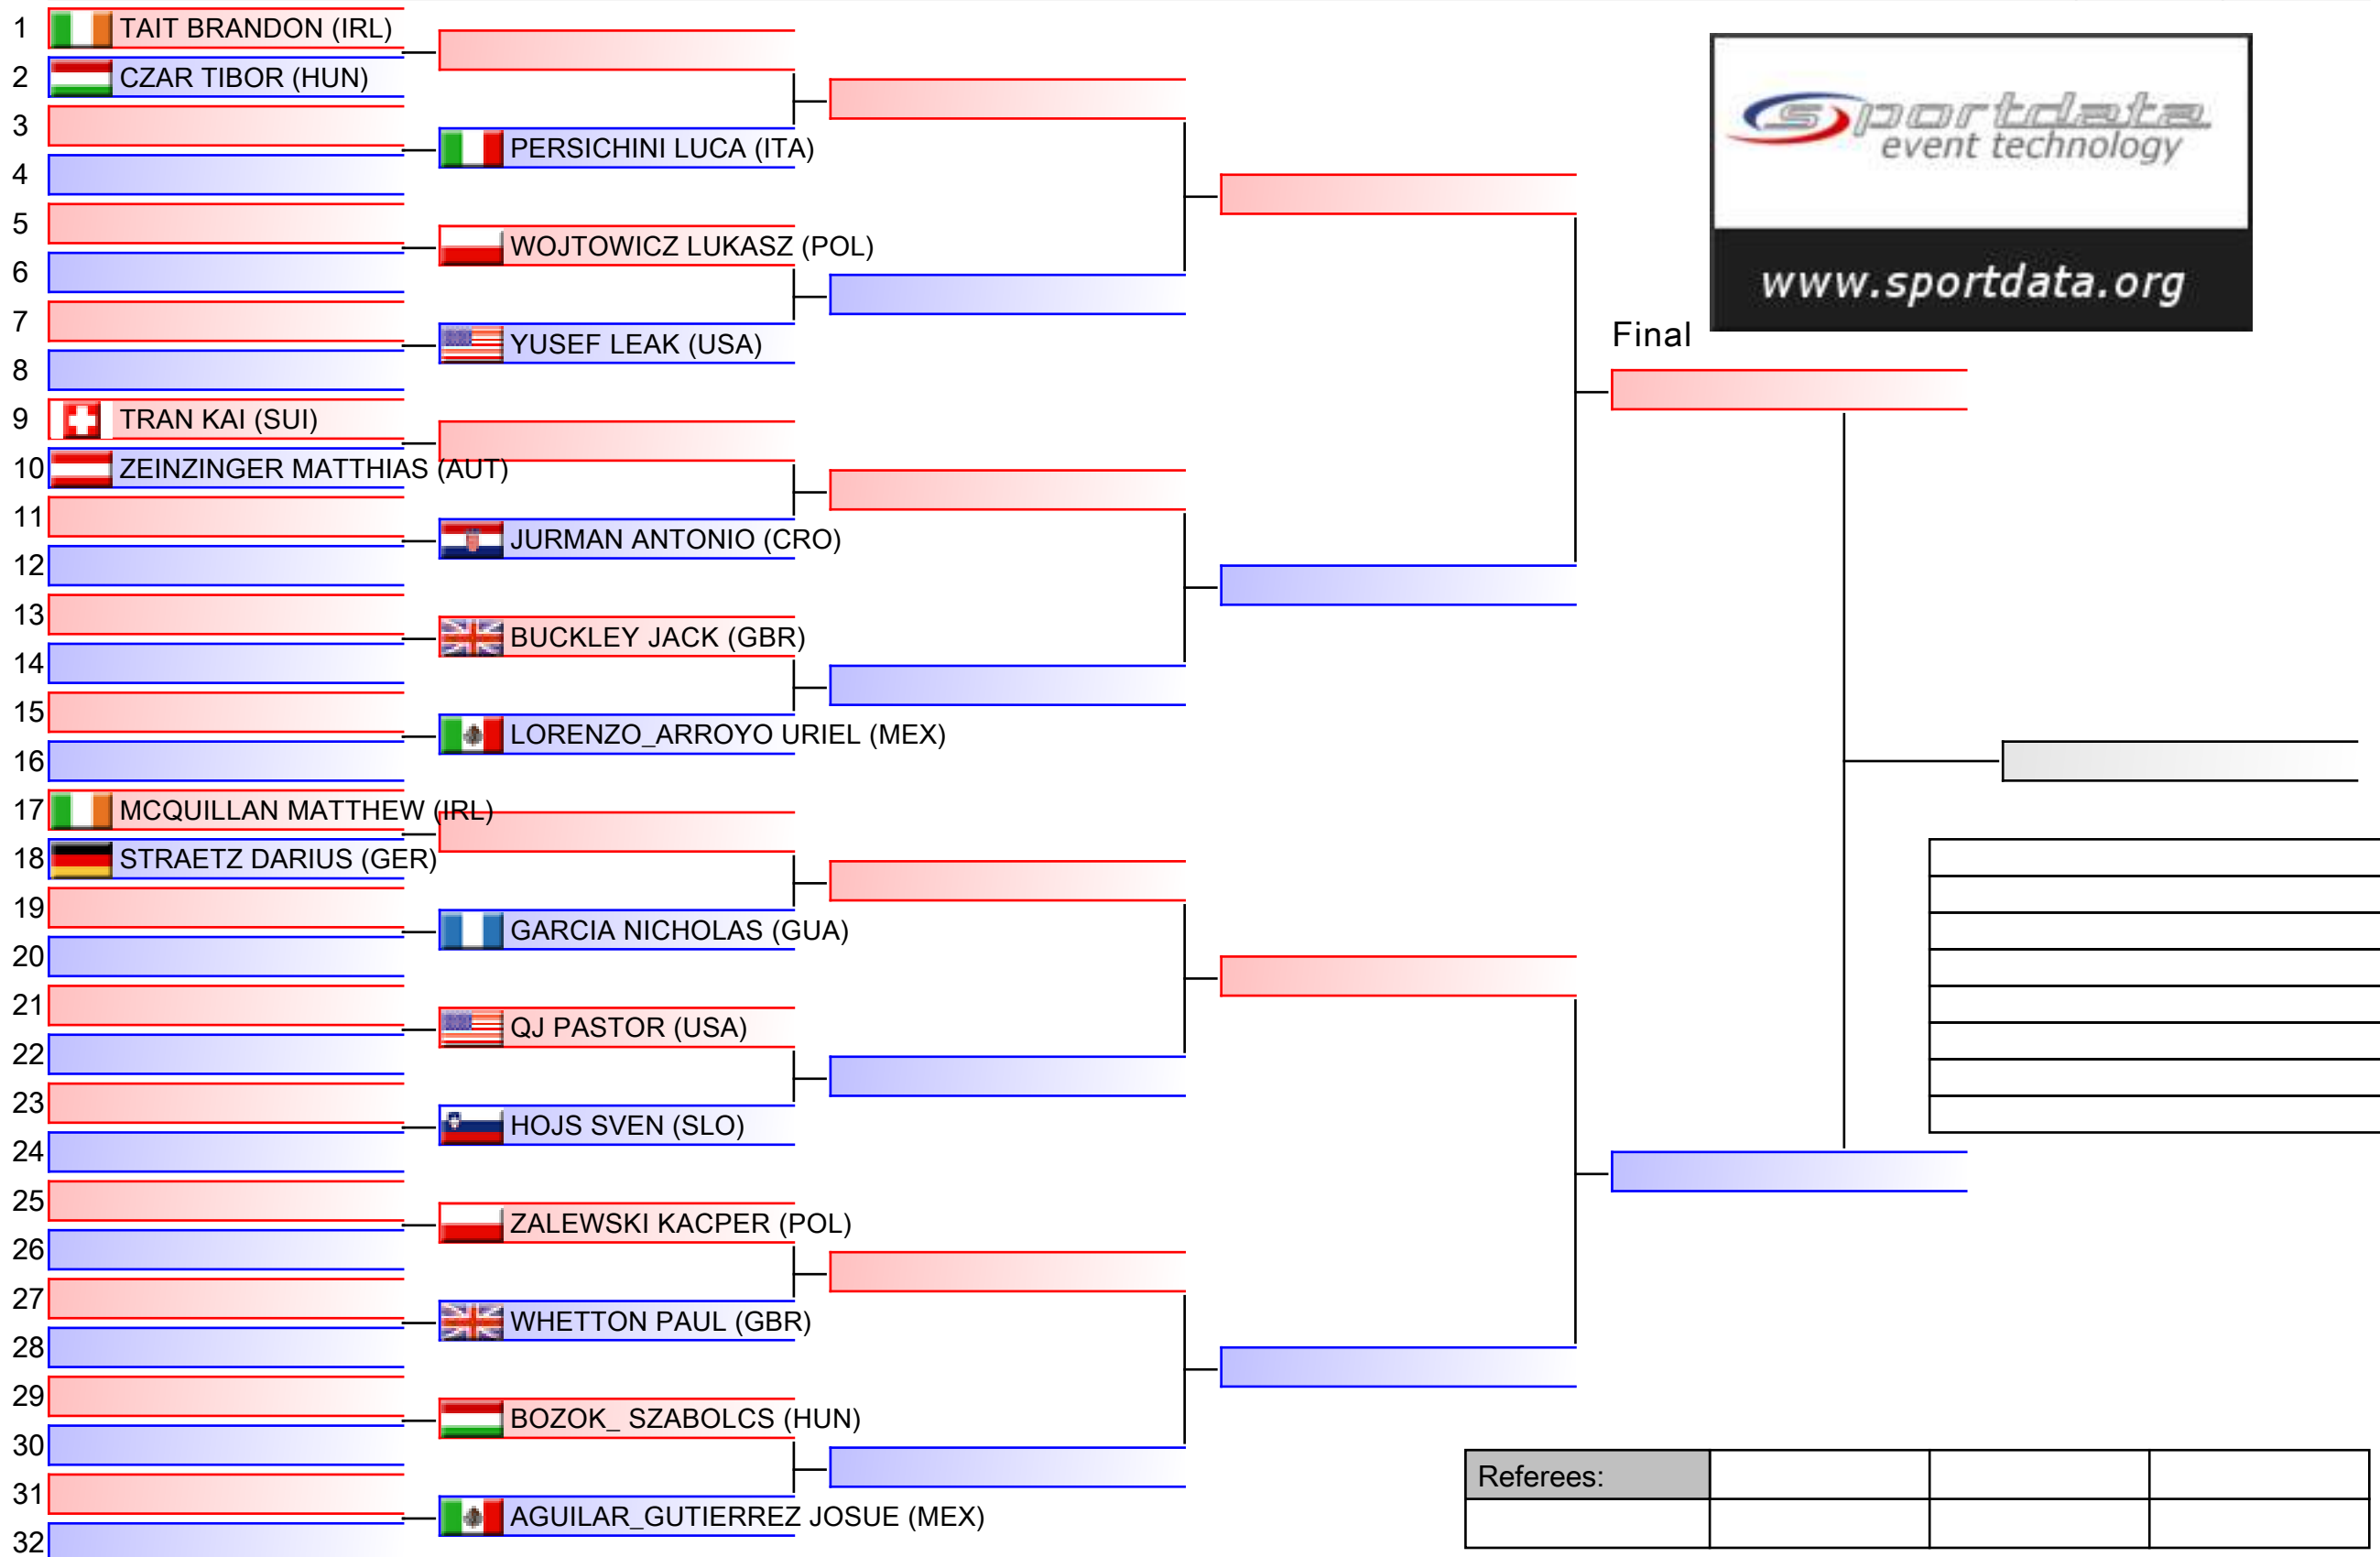 1 TAIT BRANDON (IRL)
2 CZAR TIBOR (HUN)
3
PERSICHINI LUCA (ITA)
4
5
WOJTOWICZ LUKASZ (POL)
6
7
YUSEF LEAK (USA)
8
9 TRAN KAI (SUI)
10 ZEINZINGER MATTHIAS (AUT)
11
JURMAN ANTONIO (CRO)
12
13
BUCKLEY JACK (GBR)
14
15
LORENZO_ARROYO URIEL (MEX)
16
17 MCQUILLAN MATTHEW (IRL)
18 STRAETZ DARIUS (GER)
19
GARCIA NICHOLAS (GUA)
20
21
QJ PASTOR (USA)
22
23
HOJS SVEN (SLO)
24
25
ZALEWSKI KACPER (POL)
26
27
WHETTON PAUL (GBR)
28
29
BOZOK_ SZABOLCS (HUN)
30
31
AGUILAR_GUTIERREZ JOSUE (MEX)
32
sportdata
event technology
www.sportdata.org
Final
Referees: